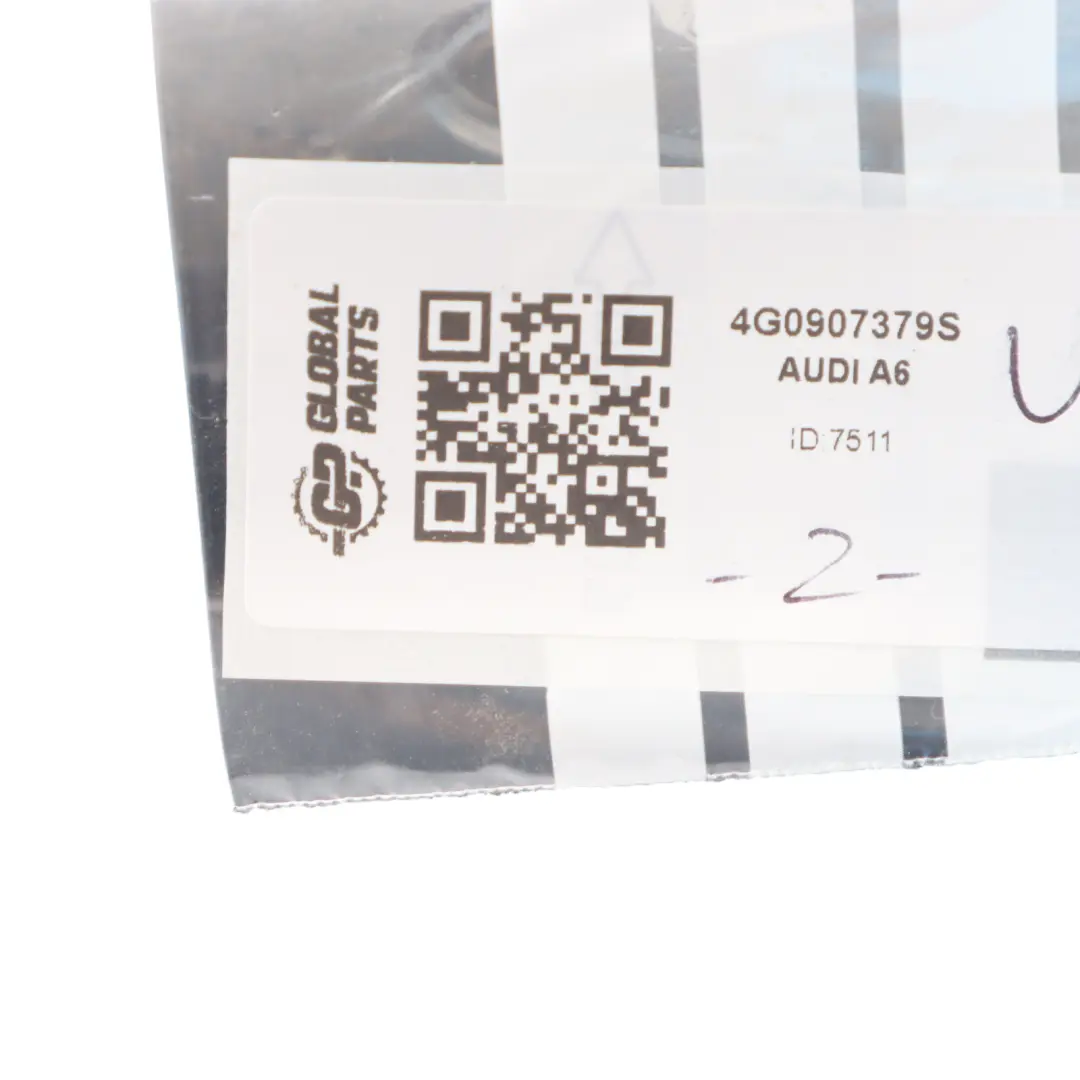 GLOBAL
PARTS
4G0907379S
AUDI A6
ID:7511
-2-